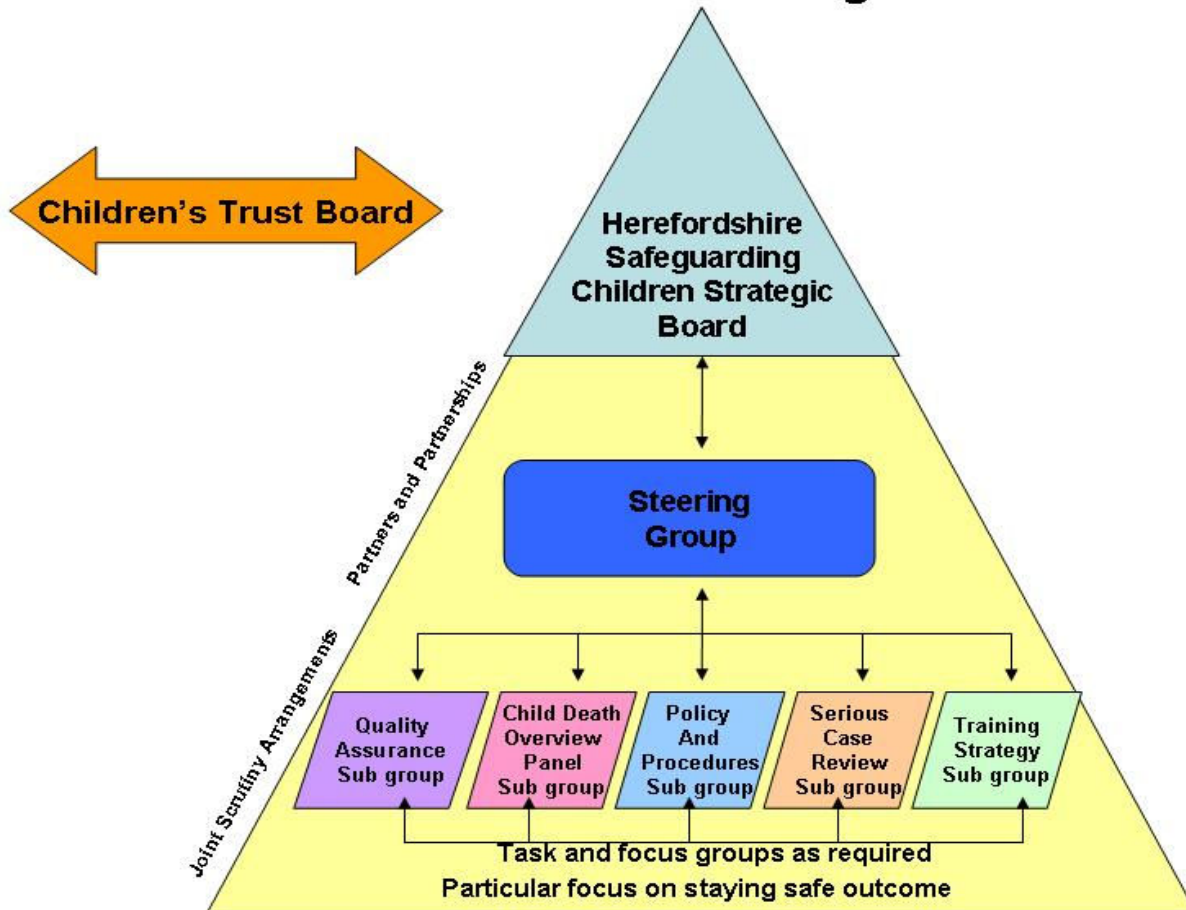 Children's Trust Board
Herefordshire
Safeguarding
Children Strategic
Board
Partners and Partnerships
Steering
Group
Joint Scrutiny Arrangements
Quality
Assurance
Sub group
Child Death
Overview
Panel
Sub group
Policy
And
Procedures
Sub group
Serious
Case
Review
Sub group
Training
Strategy
Sub group
Task and focus groups as required
Particular focus on staying safe outcome